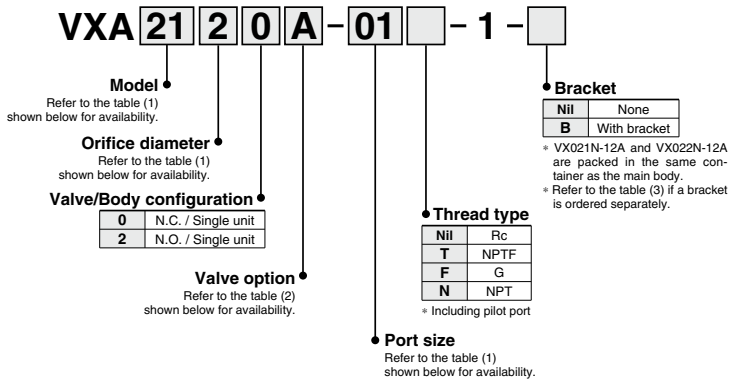 VXA 21 2 0 A - 01 - 1 -
Model
Refer to the table (1)
shown below for availability.
Orifice diameter
Refer to the table (1)
shown below for availability.
Valve/Body configuration
0 N.C. / Single unit
2 N.O. / Single unit
Valve option
Refer to the table (2)
shown below for availability.
Port size
Refer to the table (1)
shown below for availability.
Thread type
Nil Rc
T NPTF
F G
N NPT
* Including pilot port
Bracket
Nil None
B With bracket
* VX021N-12A and VX022N-12A
are packed in the same con-
tainer as the main body.
* Refer to the table (3) if a bracket
is ordered separately.